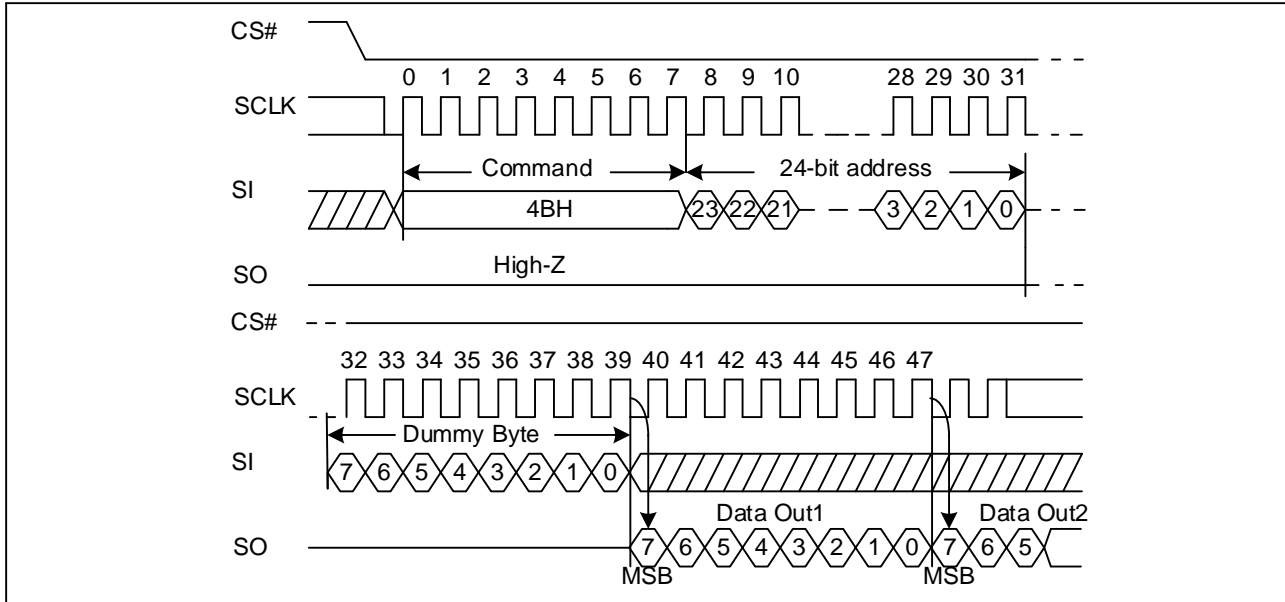 CS#
0 1 2 3 4 5 6 7 8 9 10 28 29 30 31
SCLK
Command 24-bit address
SI
4BH 23 22 21 3 2 1 0
High-Z
SO
CS#
32 33 34 35 36 37 38 39 40 41 42 43 44 45 46 47
SCLK
Dummy Byte
SI
7 6 5 4 3 2 1 0
Data Out1 Data Out2
SO
7 6 5 4 3 2 1 0 7 6 5
MSB MSB